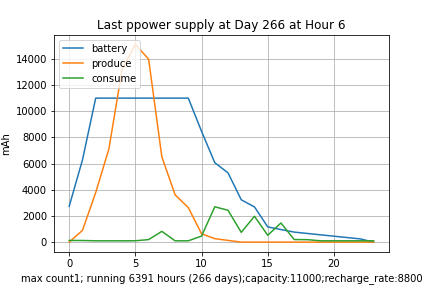 Last ppower supply at Day 266 at Hour 6
battery
produce
consume
14000
12000
10000
8000
6000
4000
2000
0
mAh
0 5 10 15 20
max count1; running 6391 hours (266 days);capacity:11000;recharge_rate:8800